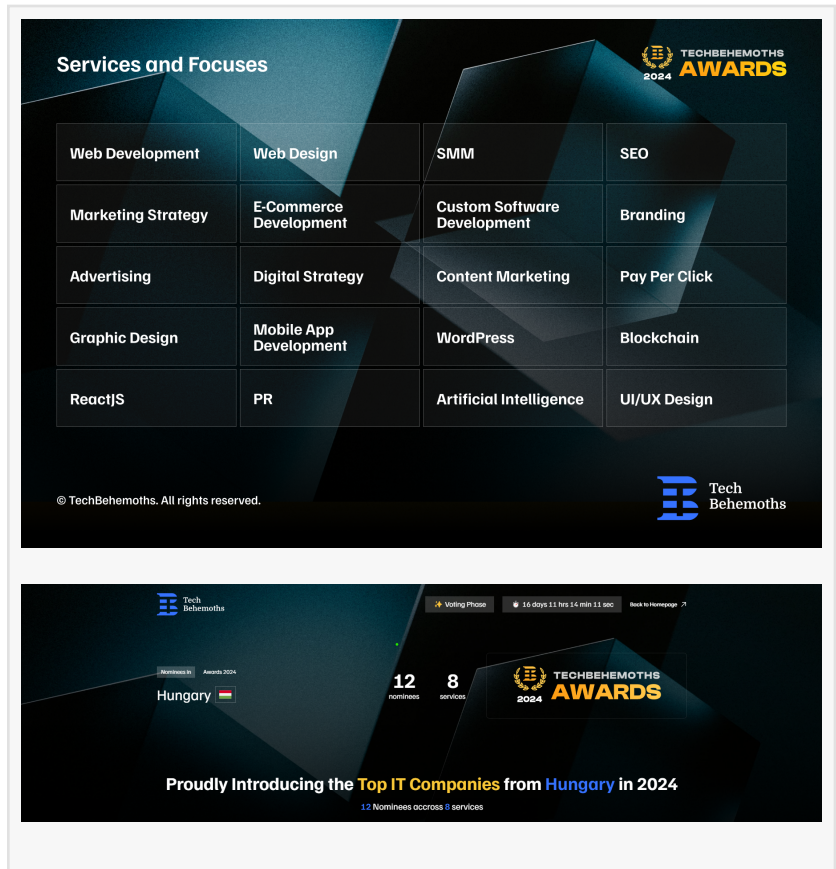 Services and Focuses
TECHBEHEMOTHS
2024 AWARDS
Web Development
Web Design
SMM
SEO
Marketing Strategy
E-Commerce
Development
Custom Software
Development
Branding
Advertising
Digital Strategy
Content Marketing
Pay Per Click
Graphic Design
Mobile App
Development
WordPress
Blockchain
ReactJS
PR
Artificial Intelligence
UI/UX Design
© TechBehemoths. All rights reserved.
Tech
Behemoths
Tech
Behemoths
✨ Voting Phase
⏰ 16 days 11 hrs 14 min 11 sec
Back to Homepage ↗
Nominees in Awards 2024
Hungary
12
nominees
8
services
TECHBEHEMOTHS
2024 AWARDS
Proudly Introducing the Top IT Companies from Hungary in 2024
12 Nominees accross 8 services